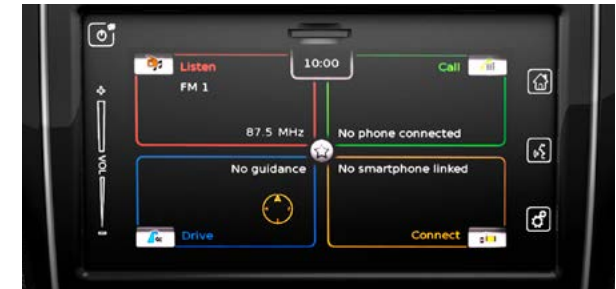 10:00
Listen
Call
FM 1
87.5 MHz
No phone connected
VOL
No guidance
No smartphone linked
Drive
Connect